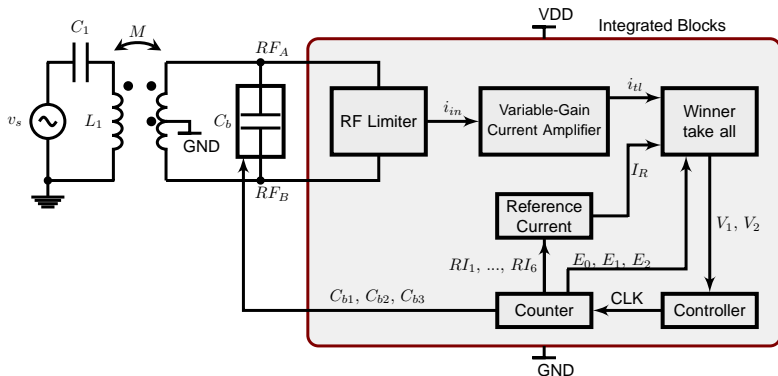 VDD
Integrated Blocks
C1
M
RFA
vs
L1
Cb
GND
RF Limiter
iin
Variable-Gain
Current Amplifier
itl
Winner
take all
RFB
IR
Reference
Current
V1, V2
RI1, ..., RI6
E0, E1, E2
Cb1, Cb2, Cb3
Counter
CLK
Controller
GND